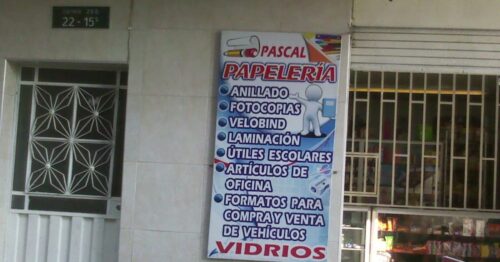 22 - 15
PASCAL
PAPELERÍA
ANILLADO
FOTOCOPIAS
VELOBIND
LAMINACIÓN
ÚTILES ESCOLARES
ARTÍCULOS DE
OFICINA
FORMATOS PARA
COMPRA Y VENTA
DE VEHÍCULOS
VIDRIOS